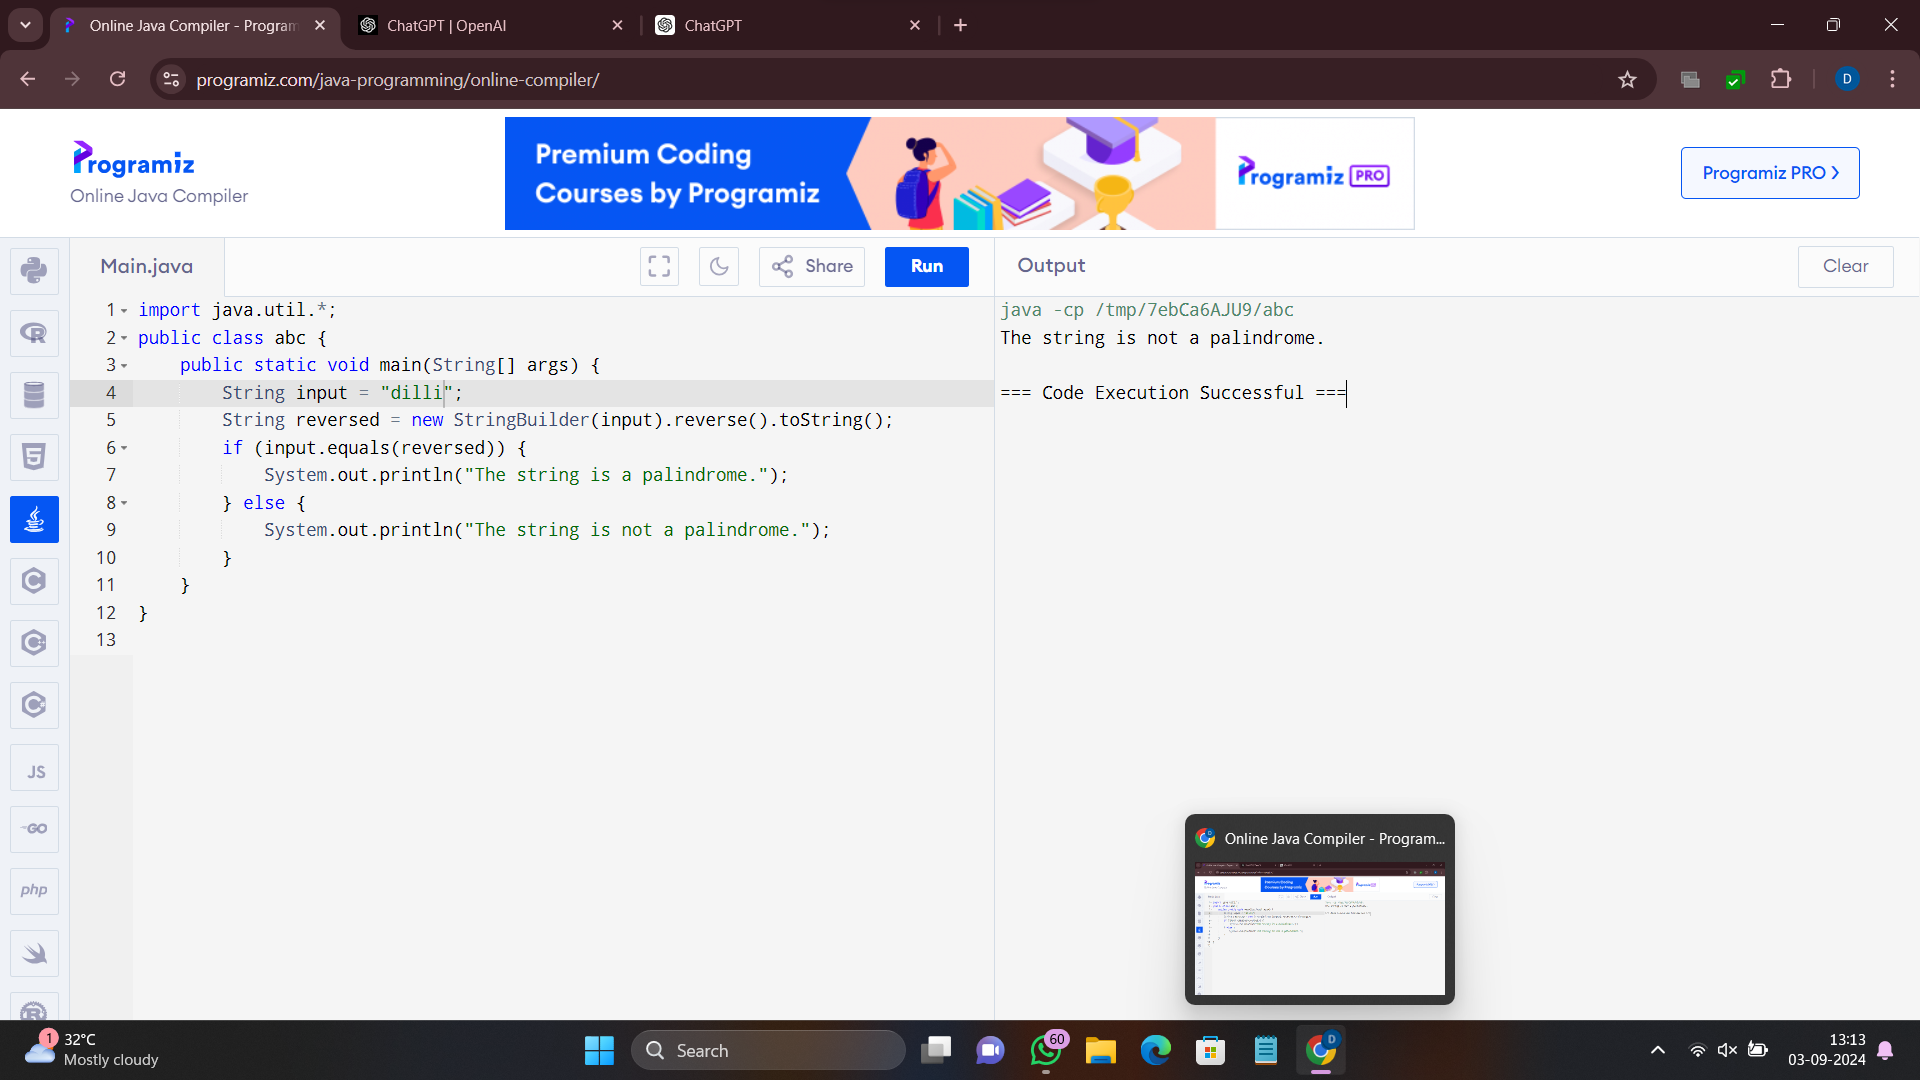 Online Java Compiler - Program
ChatGPT | OpenAI
ChatGPT
programiz.com/java-programming/online-compiler/
D
Programiz
Online Java Compiler
Premium Coding
Courses by Programiz
Programiz PRO
Programiz PRO
Main.java
Share
Run
Output
Clear
1 import java.util.*;
2 public class abc {
3 public static void main(String[] args) {
4 String input = "dilli";
5 String reversed = new StringBuilder(input).reverse().toString();
6 if (input.equals(reversed)) {
7 System.out.println("The string is a palindrome.");
8 } else {
9 System.out.println("The string is not a palindrome.");
10 }
11 }
12 }
13
java -cp /tmp/7ebCa6AJU9/abc
The string is not a palindrome.
=== Code Execution Successful ===
R
5
C
C
C
JS
GO
php
R
D
Online Java Compiler - Program...
Premium Coding
Courses by Programiz
1
32°C
Mostly cloudy
Search
60
D
13:13
03-09-2024